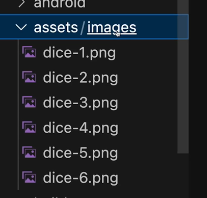 android
assets/images
dice-1.png
dice-2.png
dice-3.png
dice-4.png
dice-5.png
dice-6.png